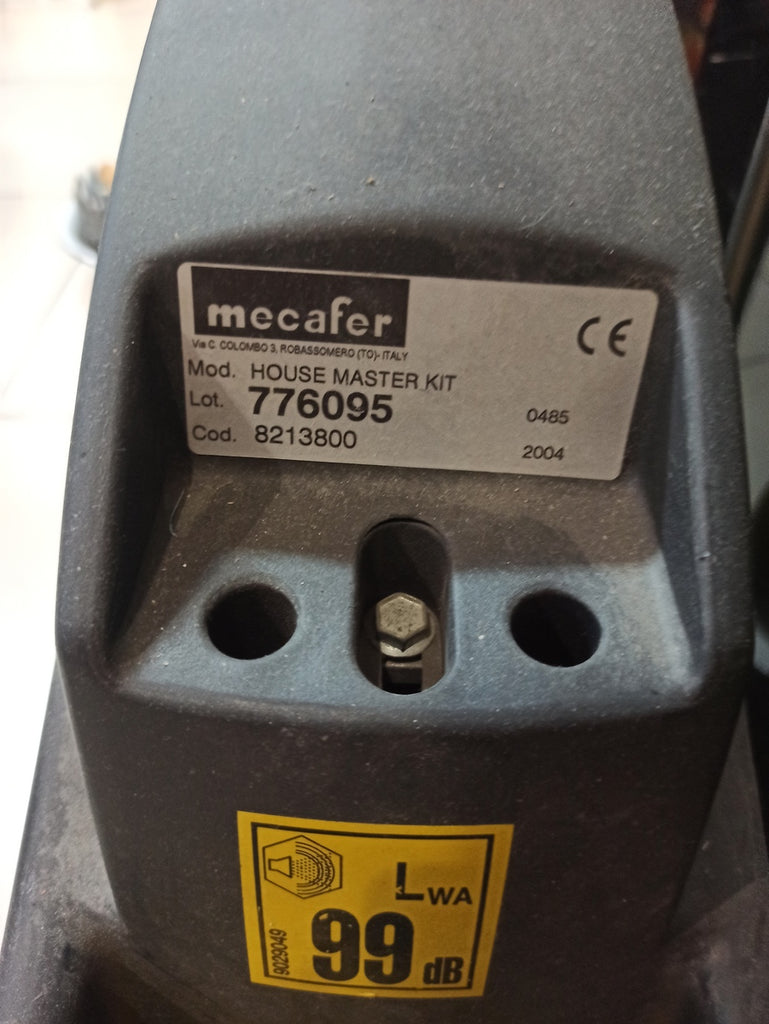 mecafer
CE
Via C. COLOMBO 3, ROBASSOMERO (TO)- ITALY
Mod. HOUSE MASTER KIT
Lot. 776095 0485
Cod. 8213800 2004
LWA
99 dB
9029049